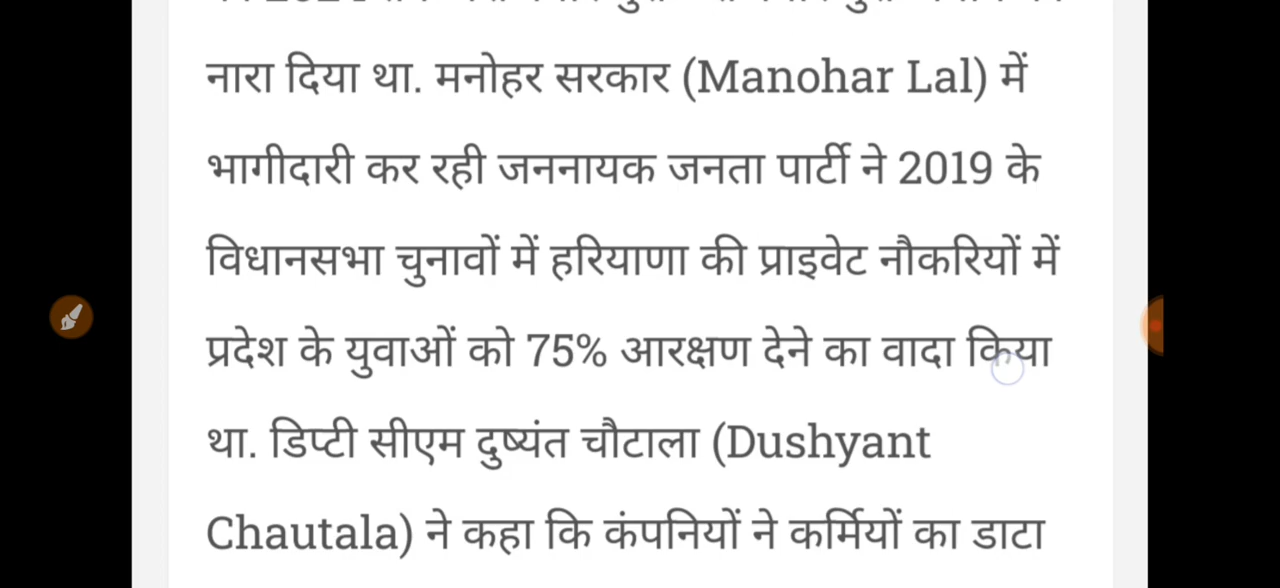 नारा दिया था. मनोहर सरकार (Manohar Lal) में
भागीदारी कर रही जननायक जनता पार्टी ने 2019 के
विधानसभा चुनावों में हरियाणा की प्राइवेट नौकरियों में
प्रदेश के युवाओं को 75% आरक्षण देने का वादा किया
था. डिप्टी सीएम दुष्यंत चौटाला (Dushyant
Chautala) ने कहा कि कंपनियों ने कर्मियों का डाटा